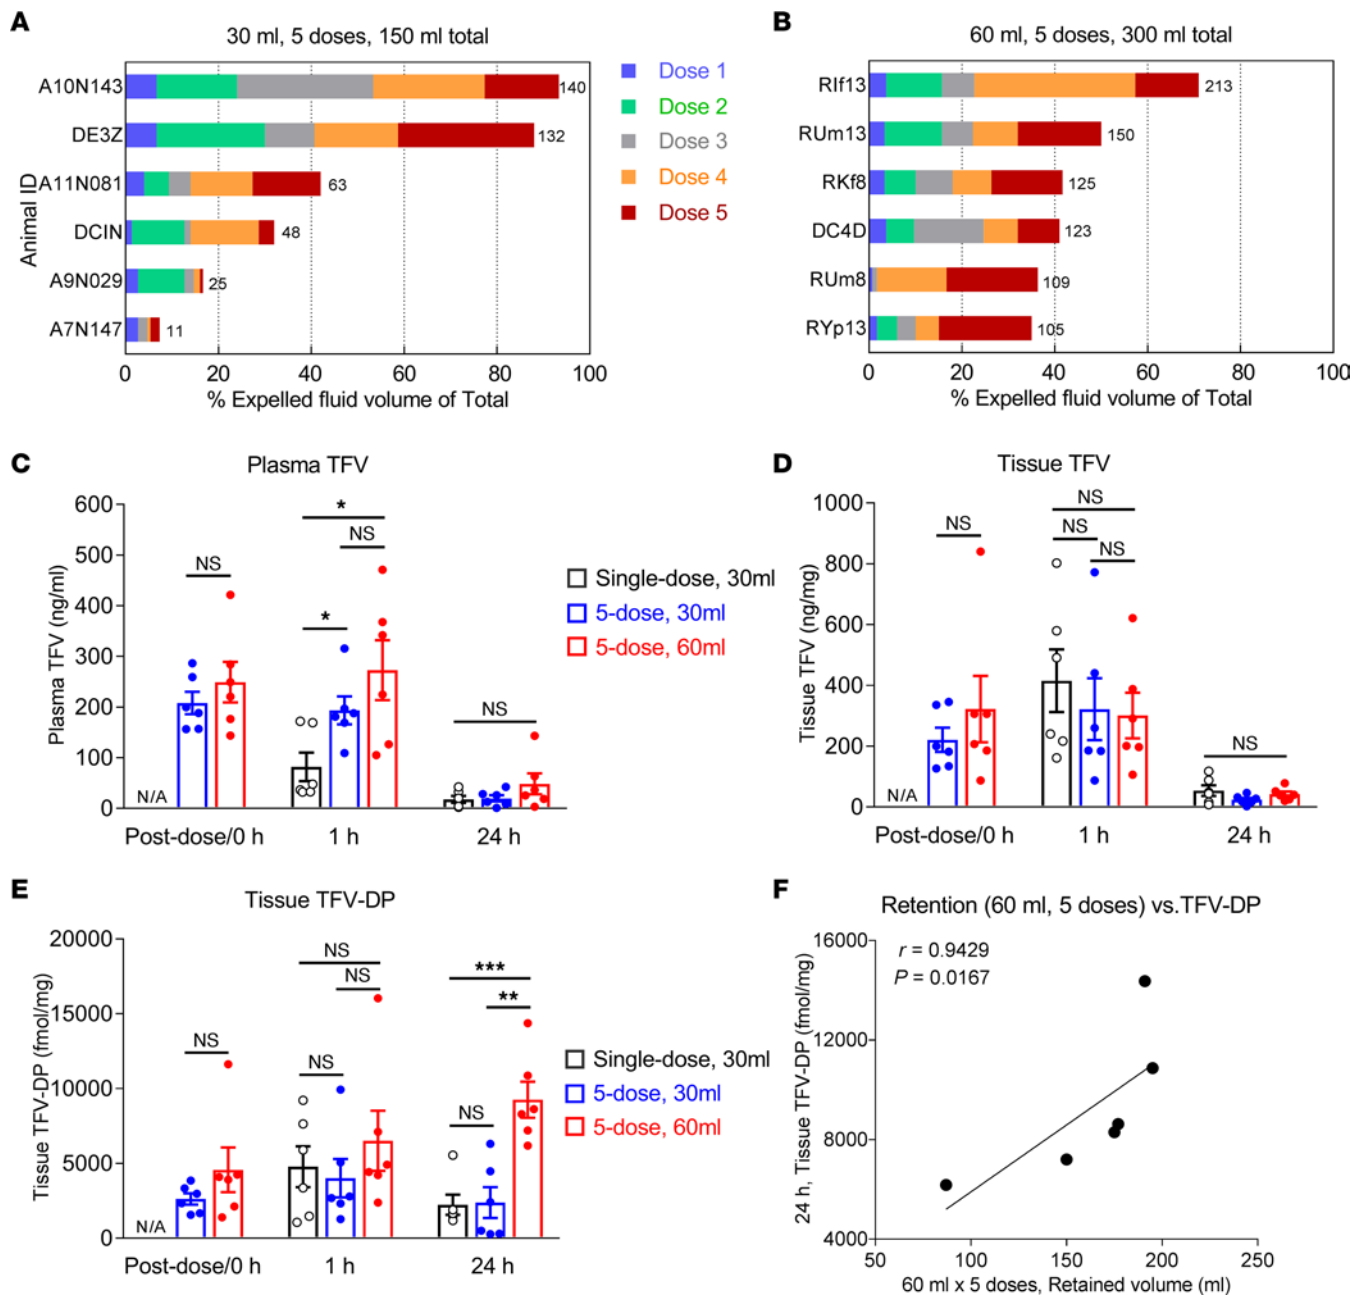 A
30 ml, 5 doses, 150 ml total
Animal ID
A10N143
140
DE3Z
132
A11N081
63
DCIN
48
A9N029
25
A7N147
11
0 20 40 60 80 100
% Expelled fluid volume of Total
Dose 1
Dose 2
Dose 3
Dose 4
Dose 5
B
60 ml, 5 doses, 300 ml total
RIf13
213
RUm13
150
RKf8
125
DC4D
123
RUm8
109
RYp13
105
0 20 40 60 80 100
% Expelled fluid volume of Total
C
Plasma TFV
Plasma TFV (ng/ml)
600
500
400
300
200
100
0
NS
*
NS
*
NS
N/A
Post-dose/0 h 1 h 24 h
Single-dose, 30ml
5-dose, 30ml
5-dose, 60ml
D
Tissue TFV
Tissue TFV (ng/mg)
1000
800
600
400
200
0
NS
NS
NS
NS
NS
N/A
Post-dose/0 h 1 h 24 h
E
Tissue TFV-DP
Tissue TFV-DP (fmol/mg)
20000
15000
10000
5000
0
NS
NS
NS
NS
***
**
NS
N/A
Post-dose/0 h 1 h 24 h
Single-dose, 30ml
5-dose, 30ml
5-dose, 60ml
F
Retention (60 ml, 5 doses) vs.TFV-DP
24 h, Tissue TFV-DP (fmol/mg)
16000
12000
8000
4000
r = 0.9429
P = 0.0167
50 100 150 200 250
60 ml x 5 doses, Retained volume (ml)